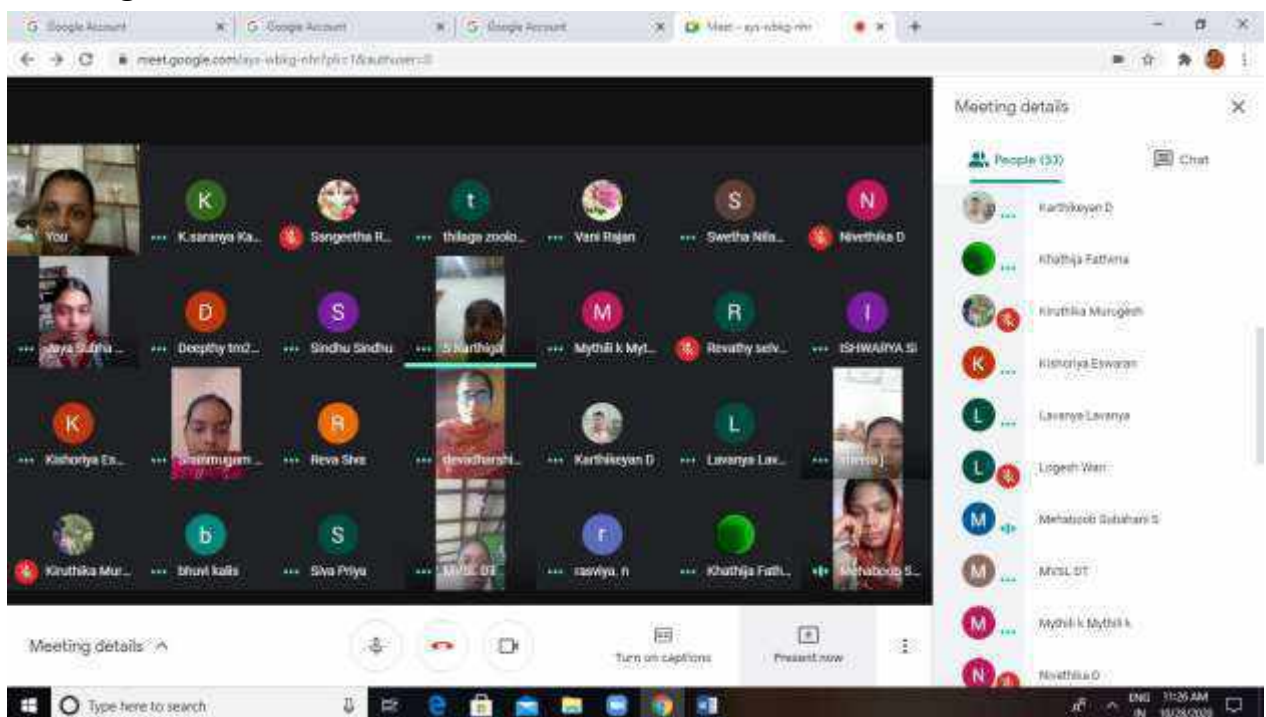 Google Account
Google Account
Google Account
Meet -
meet.google.com/
Meeting details
People (33)
Chat
You
K.saranya Ka...
Sangeetha R...
thilaga zoolo...
Vani Rajan
Swetha Nila...
Nivethika D
Jaya Subha ...
Deepthy tm2...
Sindhu Sindhu
S Karthiga
Mythili k Myt...
Revathy selv...
ISHWARYA SI
Kishoriya Es...
Shanmugam ...
Reva Siva
devadharshi...
Karthikeyan D
Lavanya Lav...
Kiruthika Mur...
bhuvi kalis
Siva Priya
MVSL DT
rasviya. n
Khathija Fath...
Mehaboob S...
Karthikeyan D
Khathija Fathima
Kiruthika Murugesh
K
Kishoriya Eswaran
L
Lavanya Lavanya
L
Logesh Wari
M
Mehaboob Subahani S
M
MVSL DT
M
Mythili k Mythili k
N
Nivethika D
K
t
S
N
D
S
M
R
I
K
R
L
b
S
r
Meeting details
Turn on captions
Present now
Type here to search
ENG
IN
11:26 AM
10/28/2020